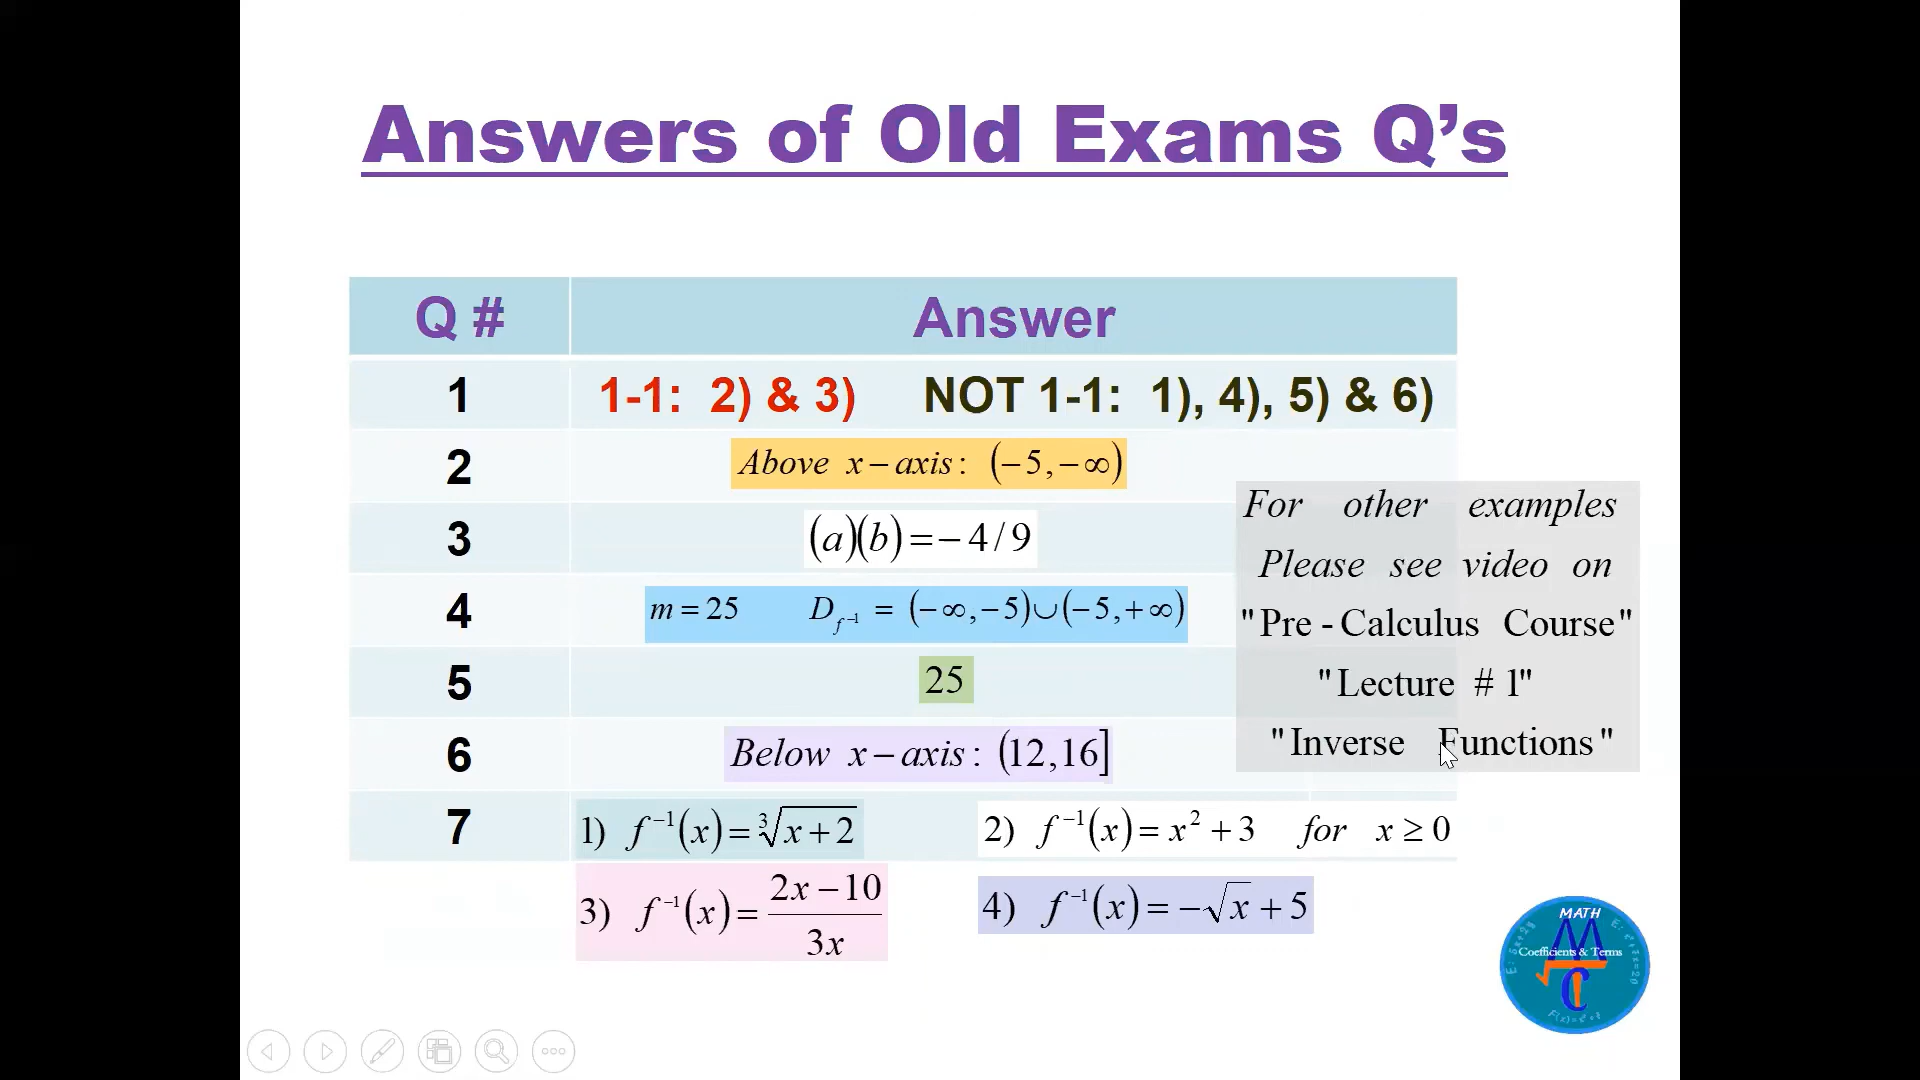 Answers of Old Exams Q’s
Q # Answer
1 1-1: 2) & 3) NOT 1-1: 1), 4), 5) & 6)
2 Above x – axis : (– 5, – ∞)
3 (a)(b) = – 4 / 9
4 m = 25 D_f⁻¹ = (– ∞, – 5) ∪ (– 5, + ∞)
5 25
6 Below x – axis : (12,16]
7 1) f⁻¹(x) = ∛(x + 2) 2) f⁻¹(x) = x² + 3 for x ≥ 0
3) f⁻¹(x) = (2x – 10)/(3x) 4) f⁻¹(x) = – √x + 5
For other examples
Please see video on
"Pre - Calculus Course"
"Lecture # 1"
"Inverse Functions"
MATH
Coefficients & Terms